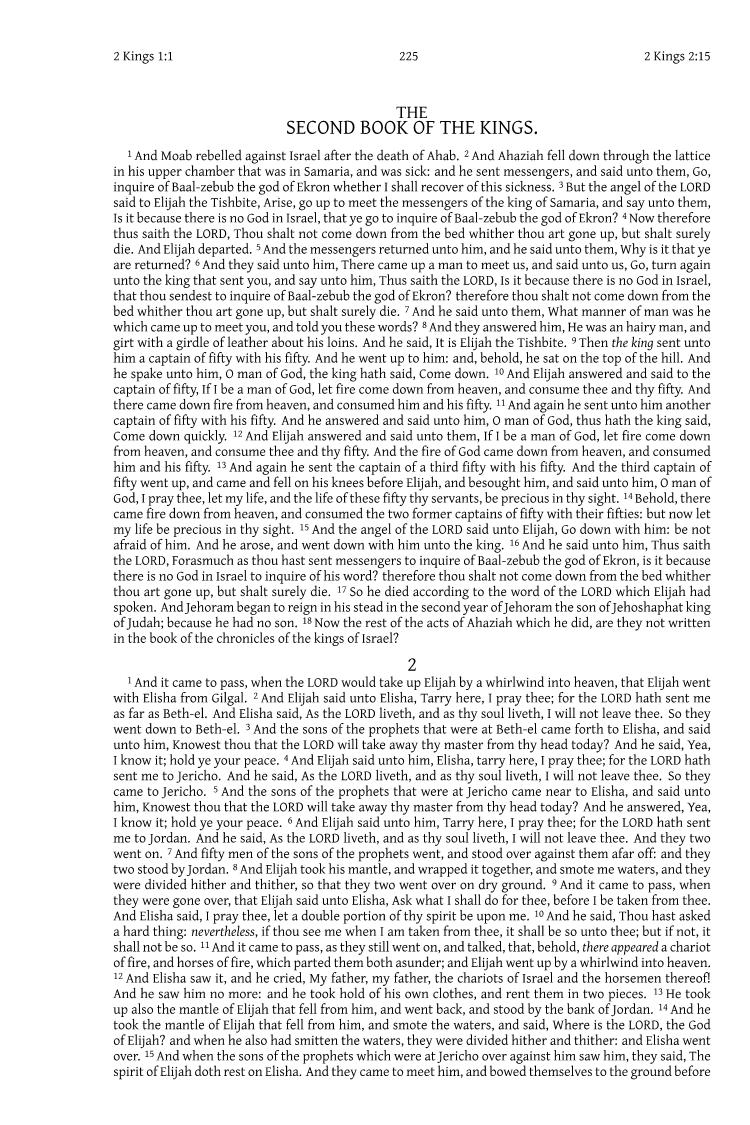 2 Kings 1:1 225 2 Kings 2:15
THE
SECOND BOOK OF THE KINGS.
1 And Moab rebelled against Israel after the death of Ahab. 2 And Ahaziah fell down through the lattice
in his upper chamber that was in Samaria, and was sick: and he sent messengers, and said unto them, Go,
inquire of Baal-zebub the god of Ekron whether I shall recover of this sickness. 3 But the angel of the LORD
said to Elijah the Tishbite, Arise, go up to meet the messengers of the king of Samaria, and say unto them,
Is it because there is no God in Israel, that ye go to inquire of Baal-zebub the god of Ekron? 4 Now therefore
thus saith the LORD, Thou shalt not come down from the bed whither thou art gone up, but shalt surely
die. And Elijah departed. 5 And the messengers returned unto him, and he said unto them, Why is it that ye
are returned? 6 And they said unto him, There came up a man to meet us, and said unto us, Go, turn again
unto the king that sent you, and say unto him, Thus saith the LORD, Is it because there is no God in Israel,
that thou sendest to inquire of Baal-zebub the god of Ekron? therefore thou shalt not come down from the
bed whither thou art gone up, but shalt surely die. 7 And he said unto them, What manner of man was he
which came up to meet you, and told you these words? 8 And they answered him, He was an hairy man, and
girt with a girdle of leather about his loins. And he said, It is Elijah the Tishbite. 9 Then the king sent unto
him a captain of fifty with his fifty. And he went up to him: and, behold, he sat on the top of the hill. And
he spake unto him, O man of God, the king hath said, Come down. 10 And Elijah answered and said to the
captain of fifty, If I be a man of God, let fire come down from heaven, and consume thee and thy fifty. And
there came down fire from heaven, and consumed him and his fifty. 11 And again he sent unto him another
captain of fifty with his fifty. And he answered and said unto him, O man of God, thus hath the king said,
Come down quickly. 12 And Elijah answered and said unto them, If I be a man of God, let fire come down
from heaven, and consume thee and thy fifty. And the fire of God came down from heaven, and consumed
him and his fifty. 13 And again he sent the captain of a third fifty with his fifty. And the third captain of
fifty went up, and came and fell on his knees before Elijah, and besought him, and said unto him, O man of
God, I pray thee, let my life, and the life of these fifty thy servants, be precious in thy sight. 14 Behold, there
came fire down from heaven, and consumed the two former captains of fifty with their fifties: but now let
my life be precious in thy sight. 15 And the angel of the LORD said unto Elijah, Go down with him: be not
afraid of him. And he arose, and went down with him unto the king. 16 And he said unto him, Thus saith
the LORD, Forasmuch as thou hast sent messengers to inquire of Baal-zebub the god of Ekron, is it because
there is no God in Israel to inquire of his word? therefore thou shalt not come down from the bed whither
thou art gone up, but shalt surely die. 17 So he died according to the word of the LORD which Elijah had
spoken. And Jehoram began to reign in his stead in the second year of Jehoram the son of Jehoshaphat king
of Judah; because he had no son. 18 Now the rest of the acts of Ahaziah which he did, are they not written
in the book of the chronicles of the kings of Israel?
2
1 And it came to pass, when the LORD would take up Elijah by a whirlwind into heaven, that Elijah went
with Elisha from Gilgal. 2 And Elijah said unto Elisha, Tarry here, I pray thee; for the LORD hath sent me
as far as Beth-el. And Elisha said, As the LORD liveth, and as thy soul liveth, I will not leave thee. So they
went down to Beth-el. 3 And the sons of the prophets that were at Beth-el came forth to Elisha, and said
unto him, Knowest thou that the LORD will take away thy master from thy head today? And he said, Yea,
I know it; hold ye your peace. 4 And Elijah said unto him, Elisha, tarry here, I pray thee; for the LORD hath
sent me to Jericho. And he said, As the LORD liveth, and as thy soul liveth, I will not leave thee. So they
came to Jericho. 5 And the sons of the prophets that were at Jericho came near to Elisha, and said unto
him, Knowest thou that the LORD will take away thy master from thy head today? And he answered, Yea,
I know it; hold ye your peace. 6 And Elijah said unto him, Tarry here, I pray thee; for the LORD hath sent
me to Jordan. And he said, As the LORD liveth, and as thy soul liveth, I will not leave thee. And they two
went on. 7 And fifty men of the sons of the prophets went, and stood over against them afar off: and they
two stood by Jordan. 8 And Elijah took his mantle, and wrapped it together, and smote me waters, and they
were divided hither and thither, so that they two went over on dry ground. 9 And it came to pass, when
they were gone over, that Elijah said unto Elisha, Ask what I shall do for thee, before I be taken from thee.
And Elisha said, I pray thee, let a double portion of thy spirit be upon me. 10 And he said, Thou hast asked
a hard thing: nevertheless, if thou see me when I am taken from thee, it shall be so unto thee; but if not, it
shall not be so. 11 And it came to pass, as they still went on, and talked, that, behold, there appeared a chariot
of fire, and horses of fire, which parted them both asunder; and Elijah went up by a whirlwind into heaven.
12 And Elisha saw it, and he cried, My father, my father, the chariots of Israel and the horsemen thereof!
And he saw him no more: and he took hold of his own clothes, and rent them in two pieces. 13 He took
up also the mantle of Elijah that fell from him, and went back, and stood by the bank of Jordan. 14 And he
took the mantle of Elijah that fell from him, and smote the waters, and said, Where is the LORD, the God
of Elijah? and when he also had smitten the waters, they were divided hither and thither: and Elisha went
over. 15 And when the sons of the prophets which were at Jericho over against him saw him, they said, The
spirit of Elijah doth rest on Elisha. And they came to meet him, and bowed themselves to the ground before